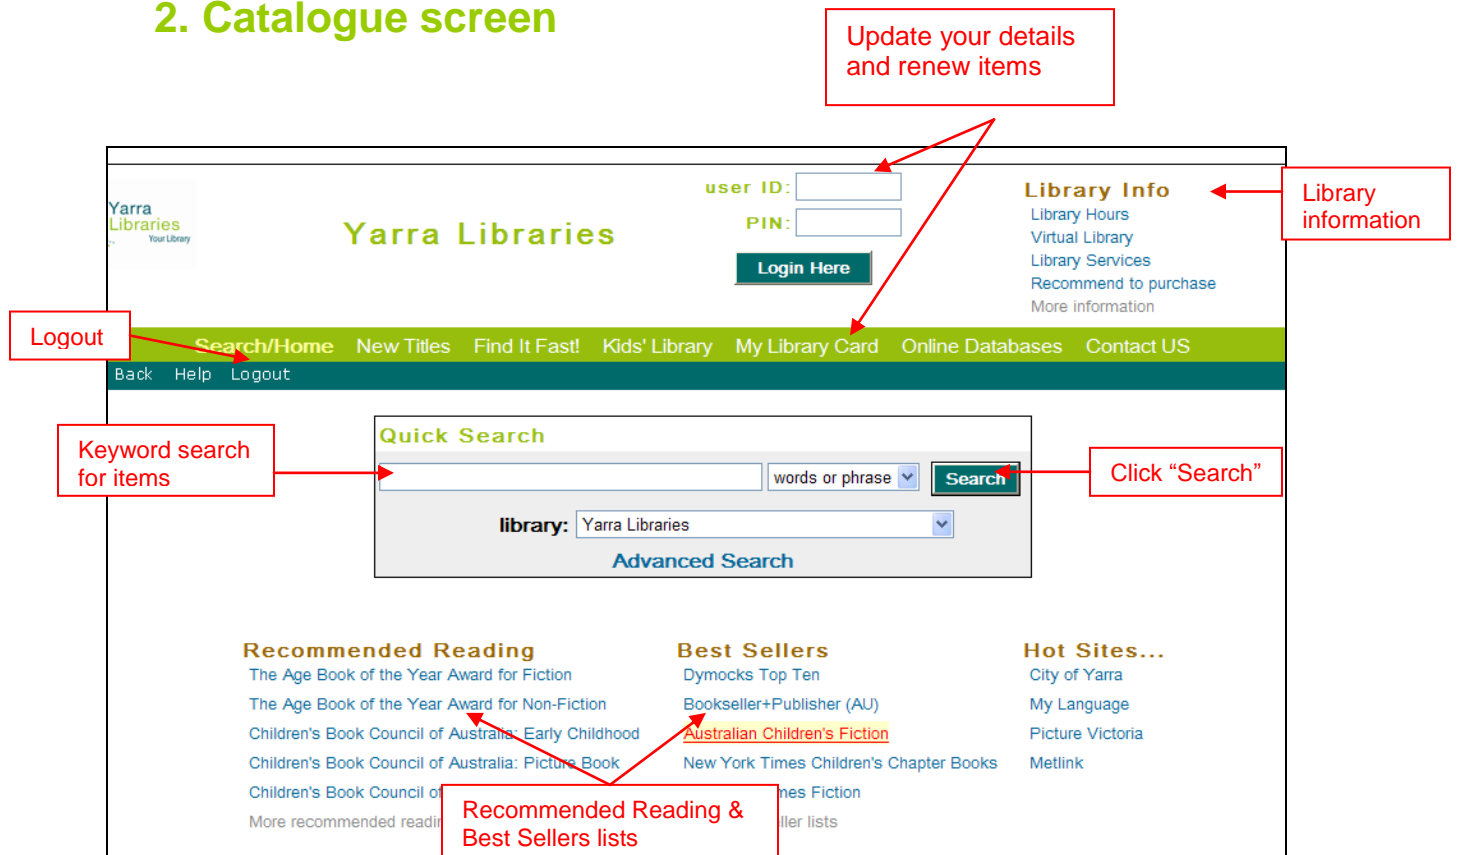 2. Catalogue screen
Update your details
and renew items
Yarra
Libraries
Your Library
Yarra Libraries
user ID:
PIN:
Login Here
Library Info
Library Hours
Virtual Library
Library Services
Recommend to purchase
More information
Library
information
Logout
Search/Home New Titles Find It Fast! Kids' Library My Library Card Online Databases Contact US
Back Help Logout
Keyword search
for items
Quick Search
words or phrase
Search
Click “Search”
library: Yarra Libraries
Advanced Search
Recommended Reading
The Age Book of the Year Award for Fiction
The Age Book of the Year Award for Non-Fiction
Children's Book Council of Australia: Early Childhood
Children's Book Council of Australia: Picture Book
Children's Book Council of
More recommended
Best Sellers
Dymocks Top Ten
Bookseller+Publisher (AU)
Australian Children's Fiction
New York Times Children's Chapter Books
Fiction
lists
Hot Sites...
City of Yarra
My Language
Picture Victoria
Metlink
Recommended Reading &
Best Sellers lists